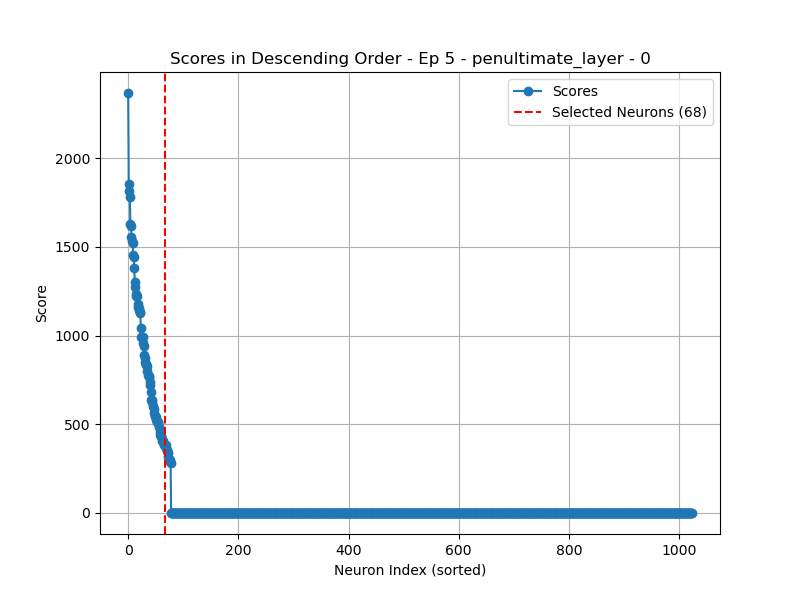 Scores in Descending Order - Ep 5 - penultimate_layer - 0
Scores
Selected Neurons (68)
2000
1500
1000
500
0
Score
0 200 400 600 800 1000
Neuron Index (sorted)